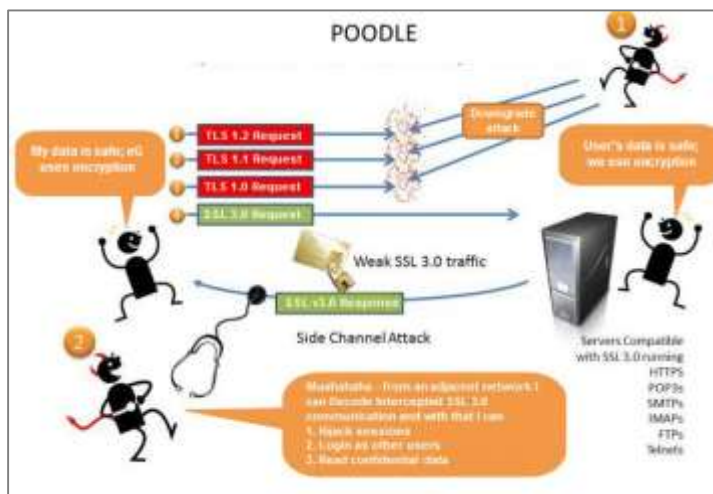 POODLE
1
TLS 1.2 Request
TLS 1.1 Request
TLS 1.0 Request
SSL 3.0 Request
Downgrade
attack
My data is safe; eG
uses encryption
User's data is safe;
we use encryption
Weak SSL 3.0 traffic
SSL v3.0 Response
Side Channel Attack
2
Servers Compatible
with SSL 3.0 running
HTTPS
POP3s
SMTPs
IMAPs
FTPs
Telnets
from an adjacent network I
can Decode Intercepted SSL 3.0
communication and with that I can
1. Hijack sessions
2. Login as other users
3. Read confidential data